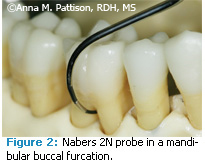 ©Anna M. Pattison, RDH, MS
Figure 2: Nabers 2N probe in a mandi-
bular buccal furcation.